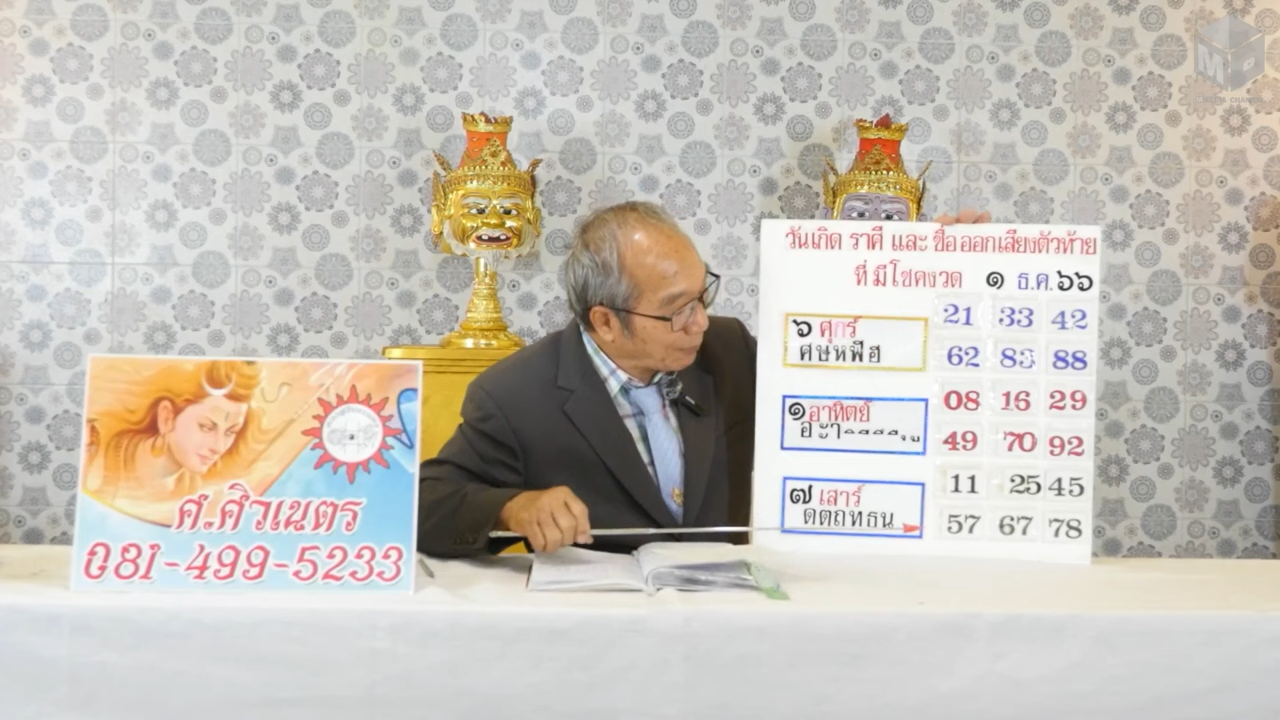 วันเกิด ราศี และ ชื่อออกเสียงตัวท้าย
ที่มีโชคงวด ๑ ธ.ค.๖๖
๖ ศุกร์
ศษหฬฮ
21 33 42
62 83 88
๑ อาทิตย์
อะา
08 16 29
49 70 92
๗ เสาร์
ดตถทธน
11 25 45
57 67 78
ศ.ศิวเนตร
081-499-5233